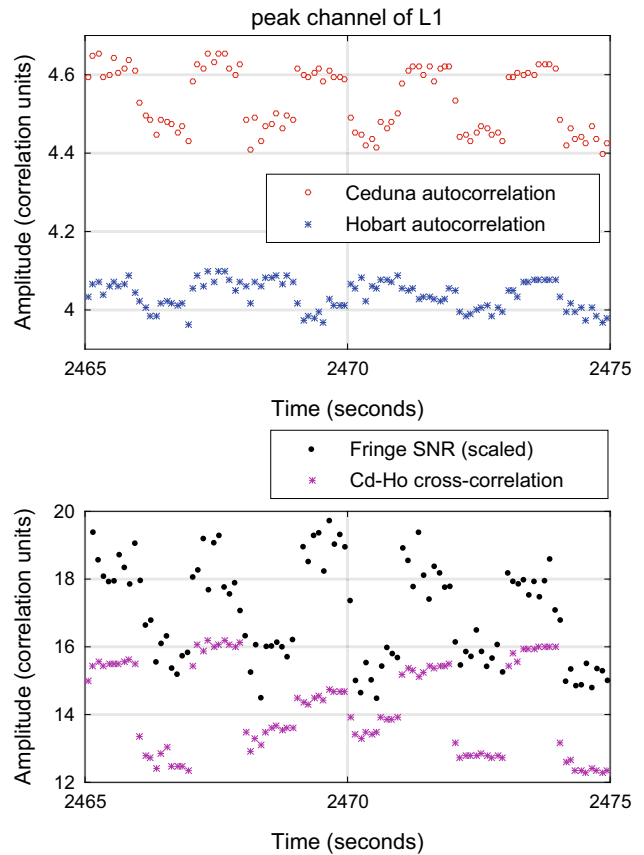 peak channel of L1
Amplitude (correlation units)
4.6
4.4
4.2
4
Ceduna autocorrelation
Hobart autocorrelation
2465
2470
2475
Time (seconds)
Fringe SNR (scaled)
Cd-Ho cross-correlation
Amplitude (correlation units)
20
18
16
14
12
2465
2470
2475
Time (seconds)